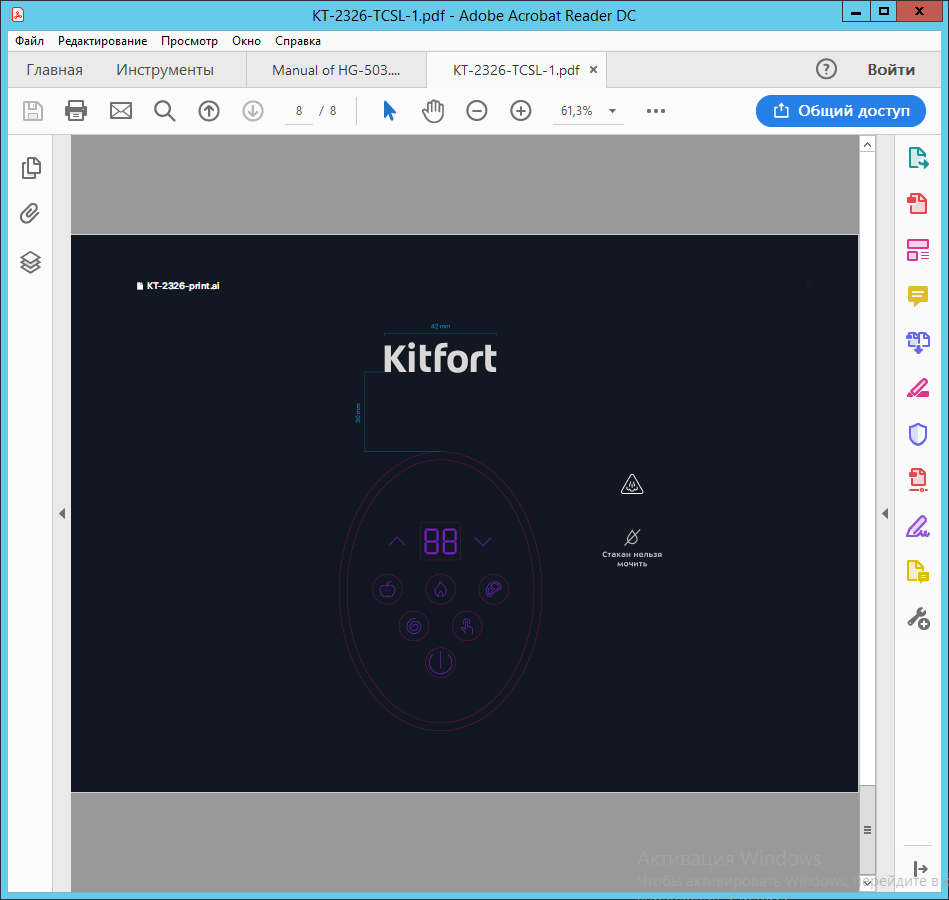 KT-2326-TCSL-1.pdf - Adobe Acrobat Reader DC
Файл Редактирование Просмотр Окно Справка
Главная Инструменты Manual of HG-503.... KT-2326-TCSL-1.pdf × ? Войти
8 / 8 61,3% Общий доступ
KT-2326-print.ai
42 mm
Kitfort
30 mm
88
Стакан нельзя
мочить
Активация Windows
Чтобы активировать Windows, перейдите в